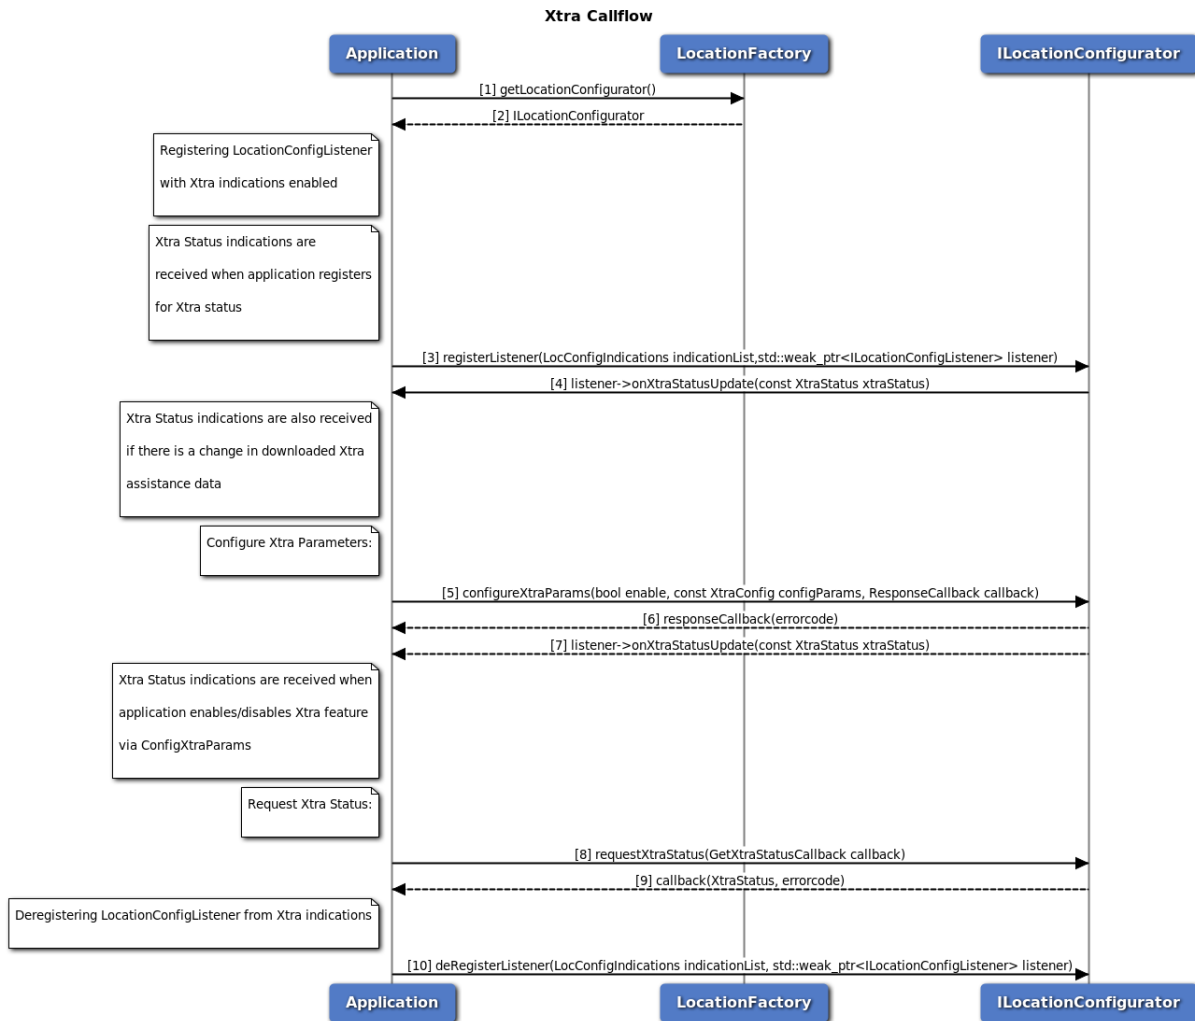 Xtra Callflow
Application
LocationFactory
ILocationConfigurator
[1] getLocationConfigurator()
[2] ILocationConfigurator
Registering LocationConfigListener
with Xtra indications enabled
Xtra Status indications are
received when application registers
for Xtra status
[3] registerListener(LocConfigIndications indicationList,std::weak_ptr<ILocationConfigListener> listener)
[4] listener->onXtraStatusUpdate(const XtraStatus xtraStatus)
Xtra Status indications are also received
if there is a change in downloaded Xtra
assistance data
Configure Xtra Parameters:
[5] configureXtraParams(bool enable, const XtraConfig configParams, ResponseCallback callback)
[6] responseCallback(errorcode)
[7] listener->onXtraStatusUpdate(const XtraStatus xtraStatus)
Xtra Status indications are received when
application enables/disables Xtra feature
via ConfigXtraParams
Request Xtra Status:
[8] requestXtraStatus(GetXtraStatusCallback callback)
[9] callback(XtraStatus, errorcode)
Deregistering LocationConfigListener from Xtra indications
[10] deRegisterListener(LocConfigIndications indicationList, std::weak_ptr<ILocationConfigListener> listener)
Application
LocationFactory
ILocationConfigurator